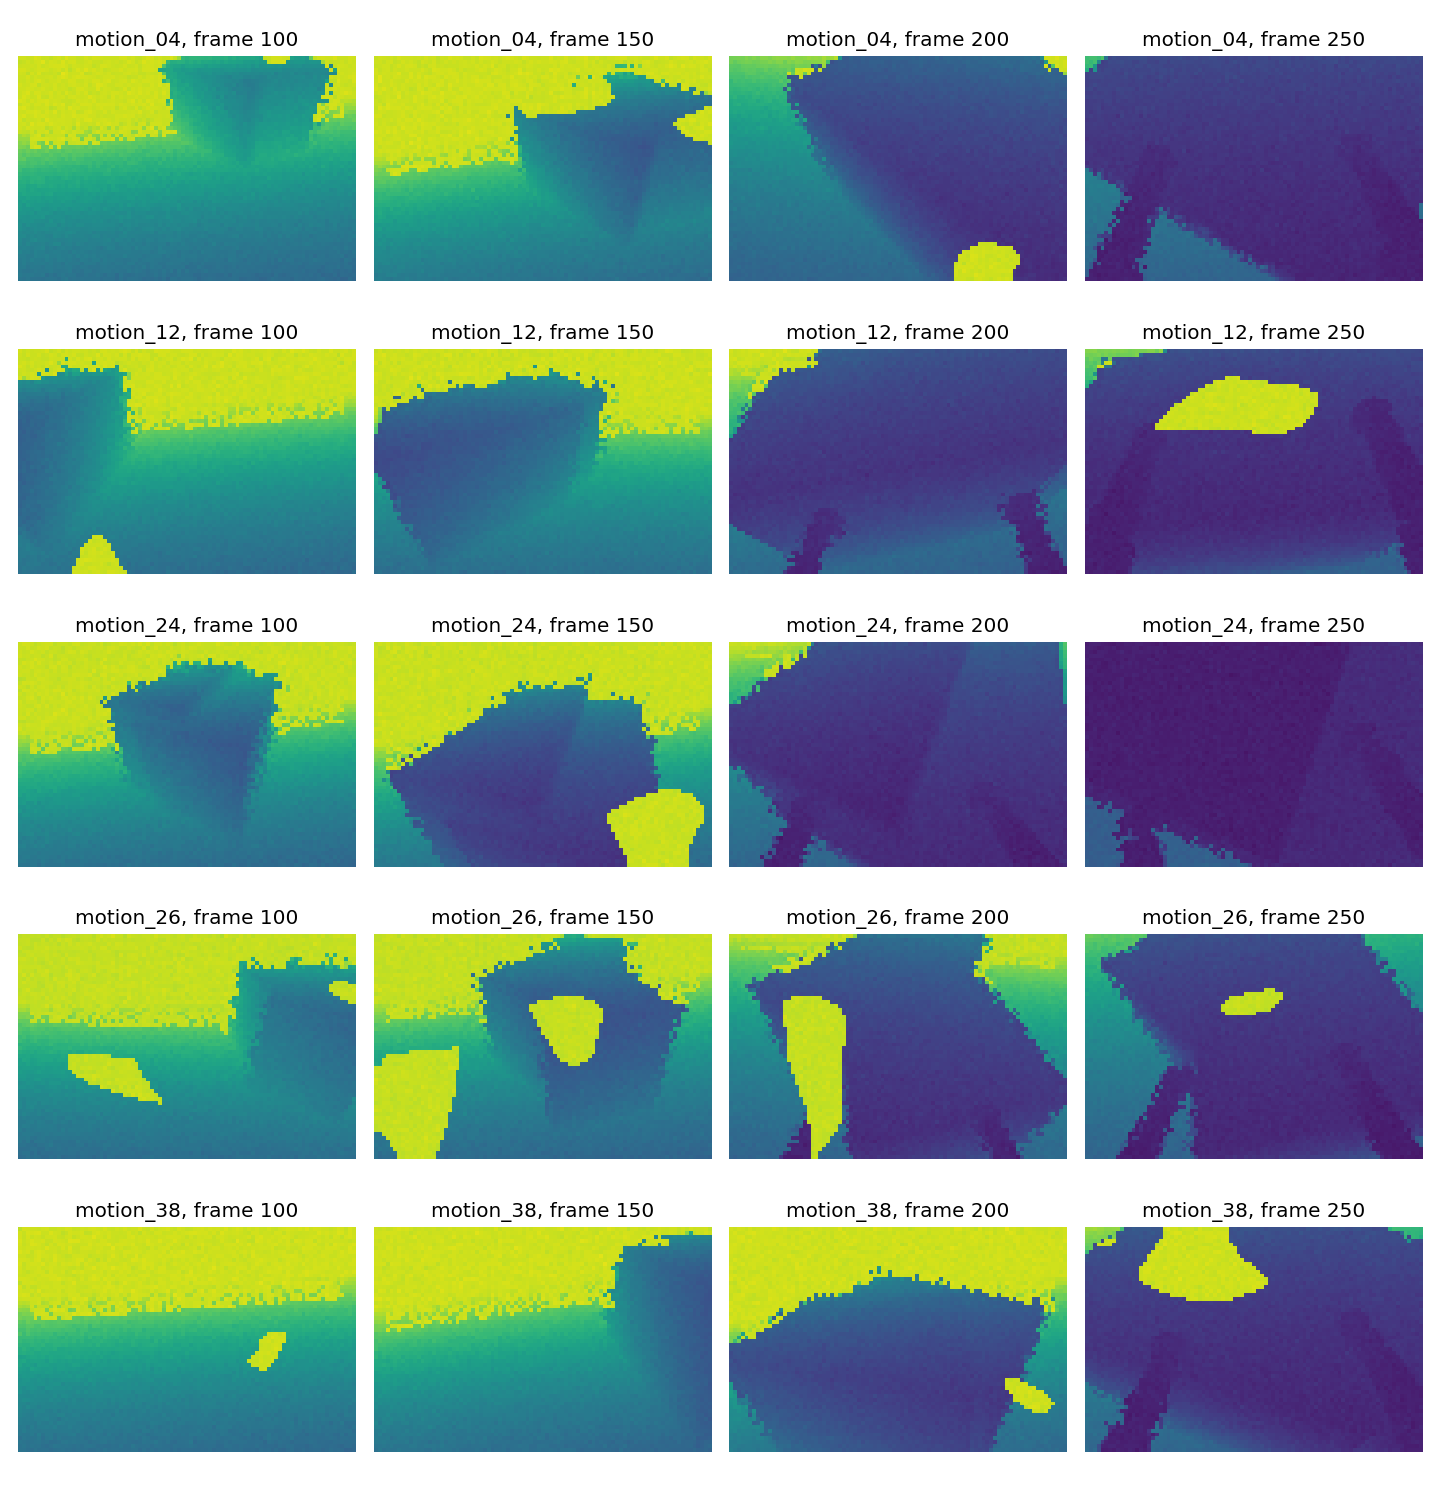 motion_04, frame 100
motion_04, frame 150
motion_04, frame 200
motion_04, frame 250
motion_12, frame 100
motion_12, frame 150
motion_12, frame 200
motion_12, frame 250
motion_24, frame 100
motion_24, frame 150
motion_24, frame 200
motion_24, frame 250
motion_26, frame 100
motion_26, frame 150
motion_26, frame 200
motion_26, frame 250
motion_38, frame 100
motion_38, frame 150
motion_38, frame 200
motion_38, frame 250